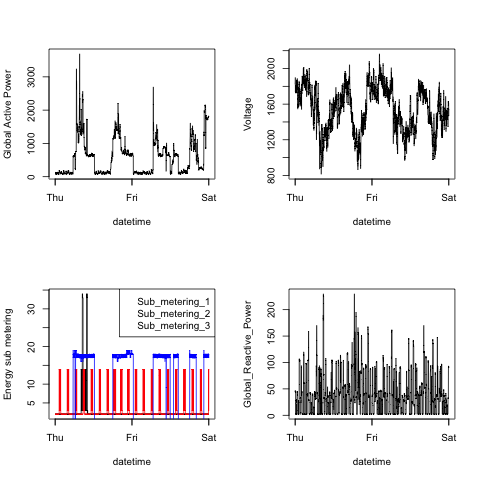 Global Active Power
3000
2000
1000
0
Thu
Fri
Sat
datetime
Voltage
2000
1600
1200
800
Thu
Fri
Sat
datetime
Energy sub metering
30
20
10
5
Sub_metering_1
Sub_metering_2
Sub_metering_3
Thu
Fri
Sat
datetime
Global_Reactive_Power
200
150
100
50
0
Thu
Fri
Sat
datetime